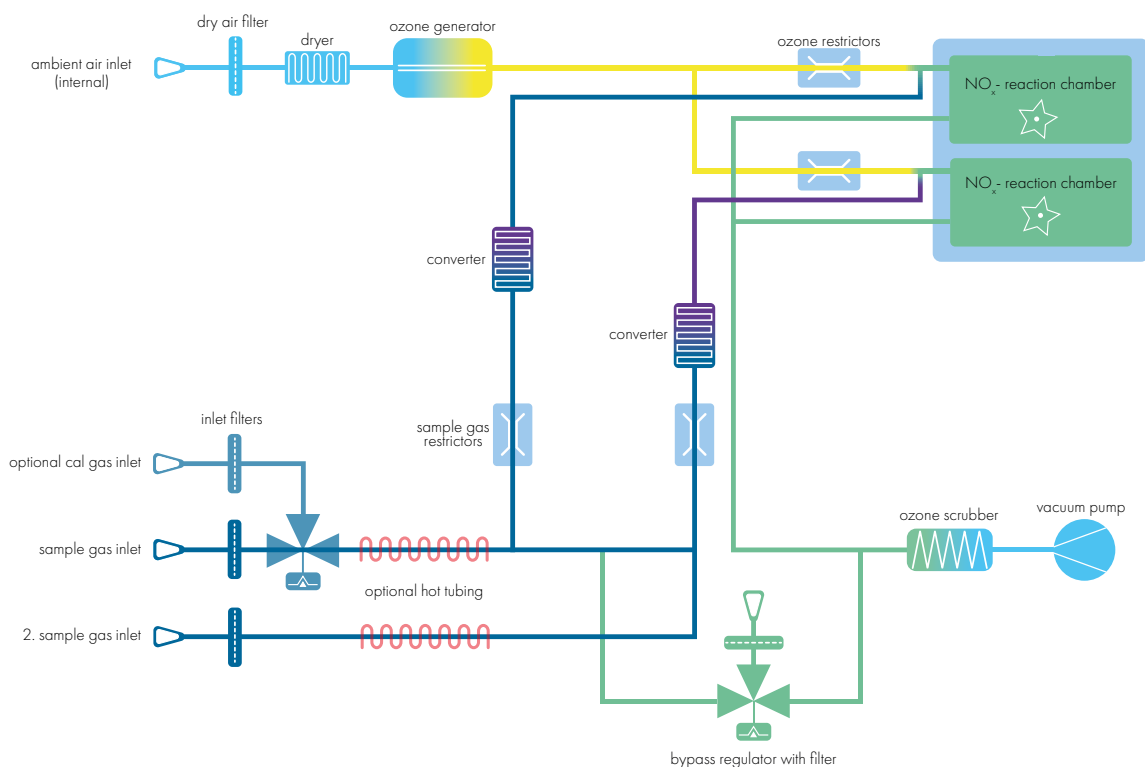 dry air filter
ozone generator
dryer
ozone restrictors
ambient air inlet
(internal)
NOx- reaction chamber
NOx- reaction chamber
converter
converter
inlet filters
sample gas
restrictors
optional cal gas inlet
sample gas inlet
ozone scrubber
vacuum pump
optional hot tubing
2. sample gas inlet
bypass regulator with filter